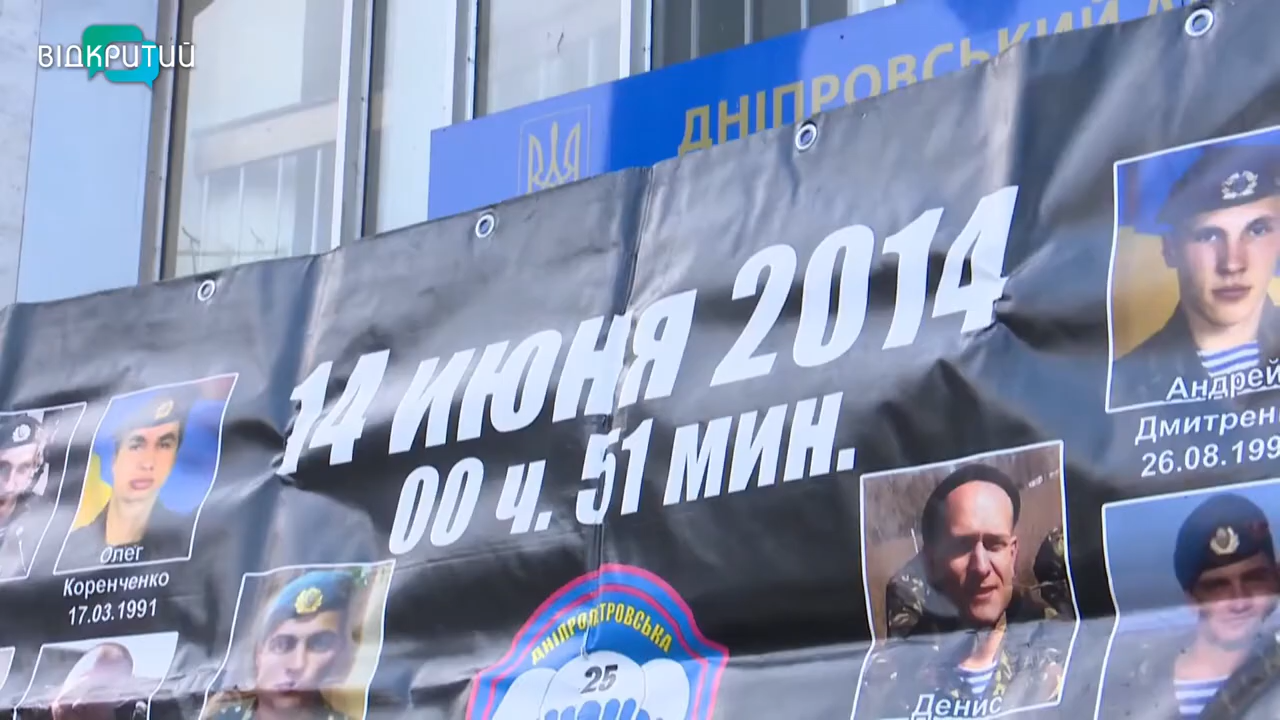 ВІДКРИТИЙ
ДНІПРОВСЬКИЙ
14 ИЮНЯ 2014
00 ч. 51 мин.
Андрей
26.08.199
Олег
Коренченко
17.03.1991
ДНІПРОПЕТРОВСЬКА
25
Денис